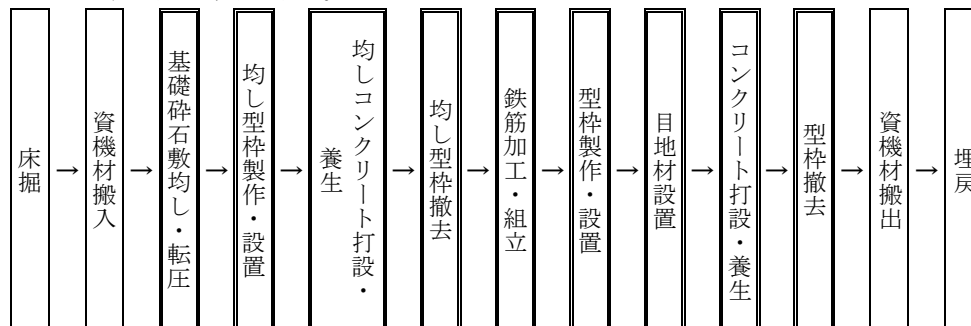 床掘
→
資機材搬入
→
基礎砕石敷均し・転圧
→
均し型枠製作・設置
→
均しコンクリート打設・
養生
→
均し型枠撤去
→
鉄筋加工・組立
→
型枠製作・設置
→
目地材設置
→
コンクリート打設・養生
→
型枠撤去
→
資機材搬出
→
埋戻